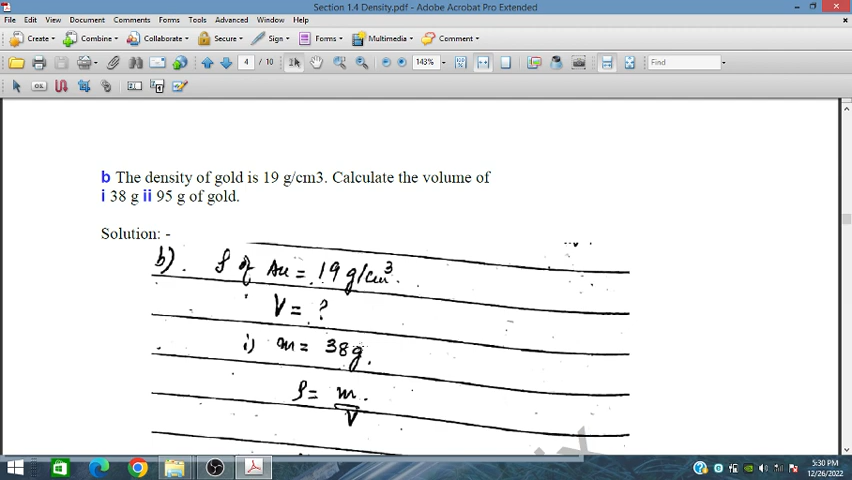 Section 1.4 Density.pdf - Adobe Acrobat Pro Extended
File Edit View Document Comments Forms Tools Advanced Window Help
Create Combine Collaborate Secure Sign Forms Multimedia Comment
4 / 10 143% Find
b The density of gold is 19 g/cm3. Calculate the volume of
i 38 g ii 95 g of gold.
Solution: -
b). ρ of Au = 19 g/cm³.
V = ?
i) m = 38g.
ρ = m/V
5:30 PM
12/26/2022